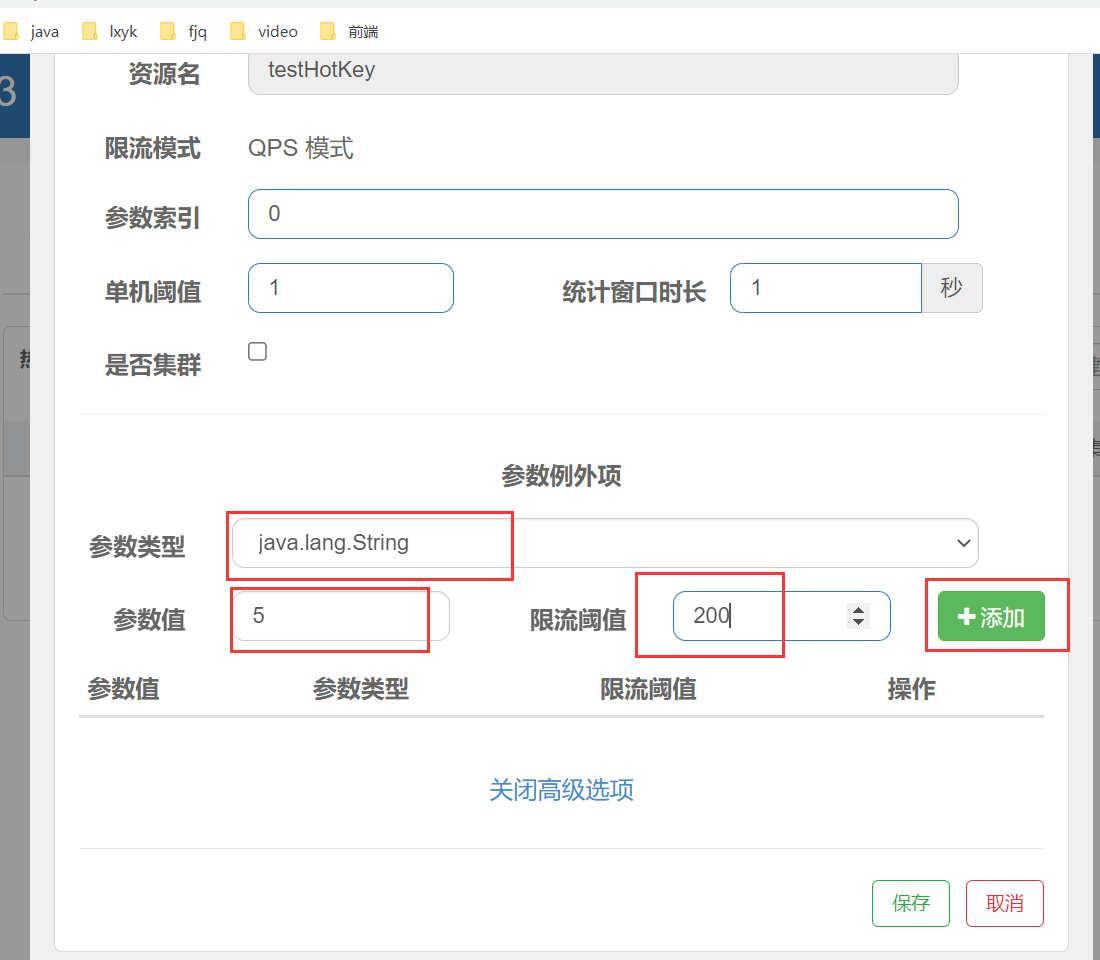 java lxyk fjq video 前端
3
资源名 testHotKey
限流模式 QPS 模式
参数索引 0
单机阈值 1 统计窗口时长 1 秒
是否集群
参数例外项
参数类型 java.lang.String
参数值 5 限流阈值 200 添加
参数值 参数类型 限流阈值 操作
关闭高级选项
保存 取消